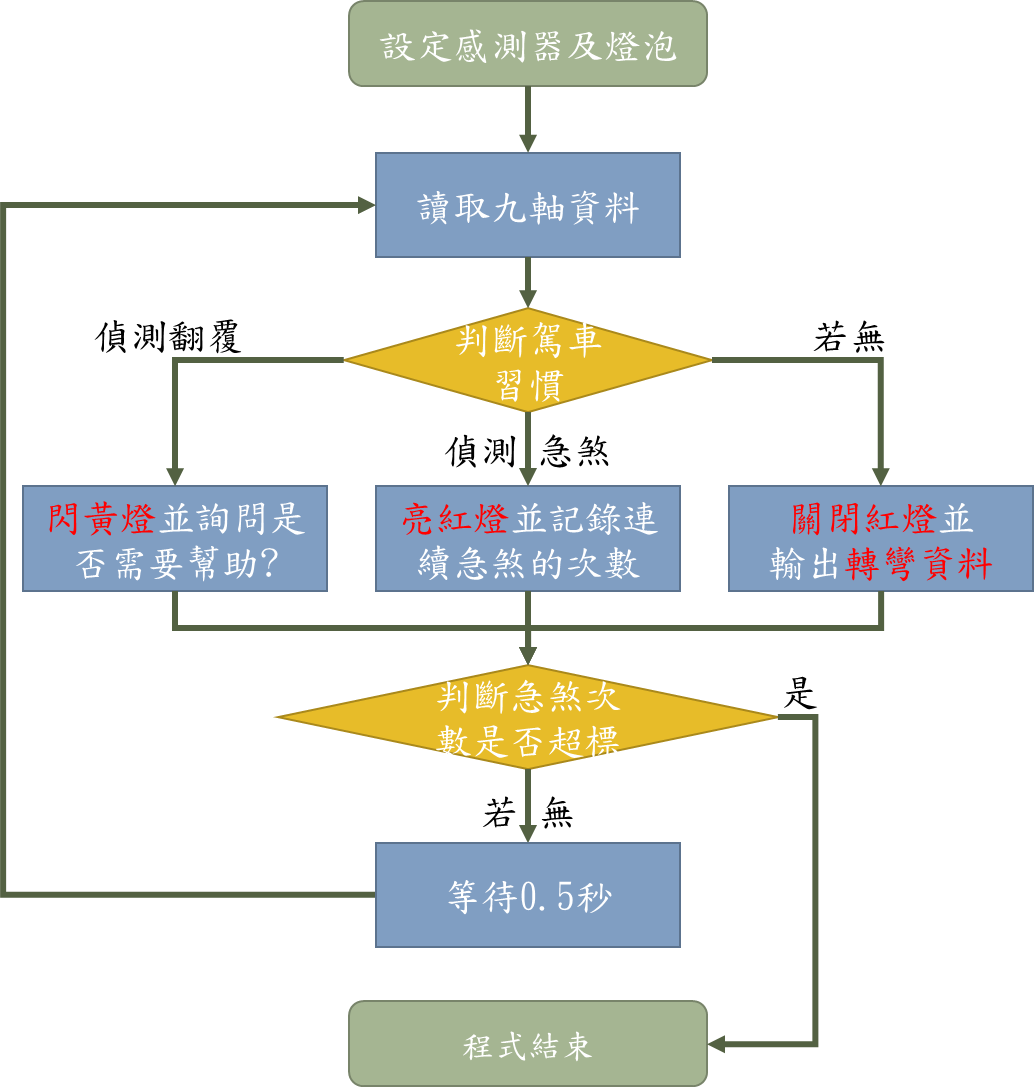 設定感測器及燈泡
讀取九軸資料
判斷駕車
習慣
偵測翻覆
若無
偵測 急煞
閃黃燈並詢問是
否需要幫助?
亮紅燈並記錄連
續急煞的次數
關閉紅燈並
輸出轉彎資料
判斷急煞次
數是否超標
是
若 無
等待0.5秒
程式結束